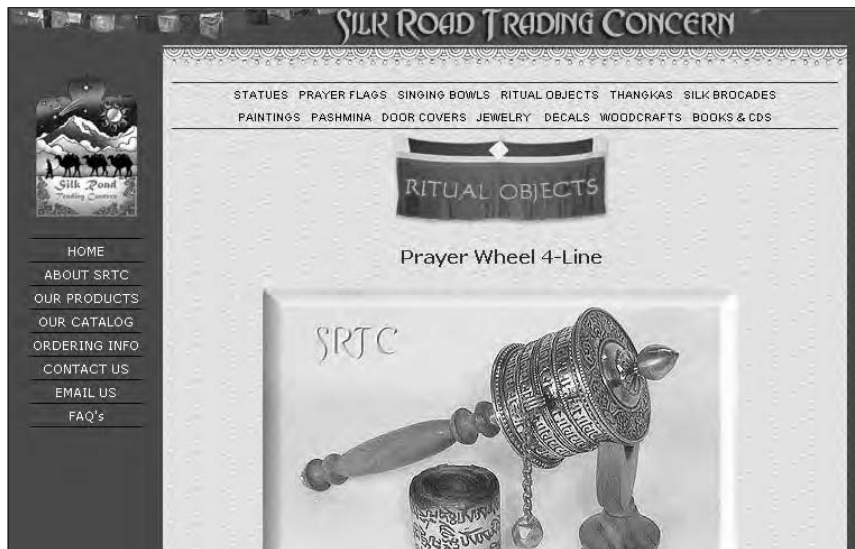 SILK ROAD TRADING CONCERN
STATUES PRAYER FLAGS SINGING BOWLS RITUAL OBJECTS THANGKAS SILK BROCADES
PAINTINGS PASHMINA DOOR COVERS JEWELRY DECALS WOODCRAFTS BOOKS & CDS
Silk Road
Trading Concern
RITUAL OBJECTS
HOME
ABOUT SRTC
OUR PRODUCTS
OUR CATALOG
ORDERING INFO
CONTACT US
EMAIL US
FAQ's
Prayer Wheel 4-Line
SRTC